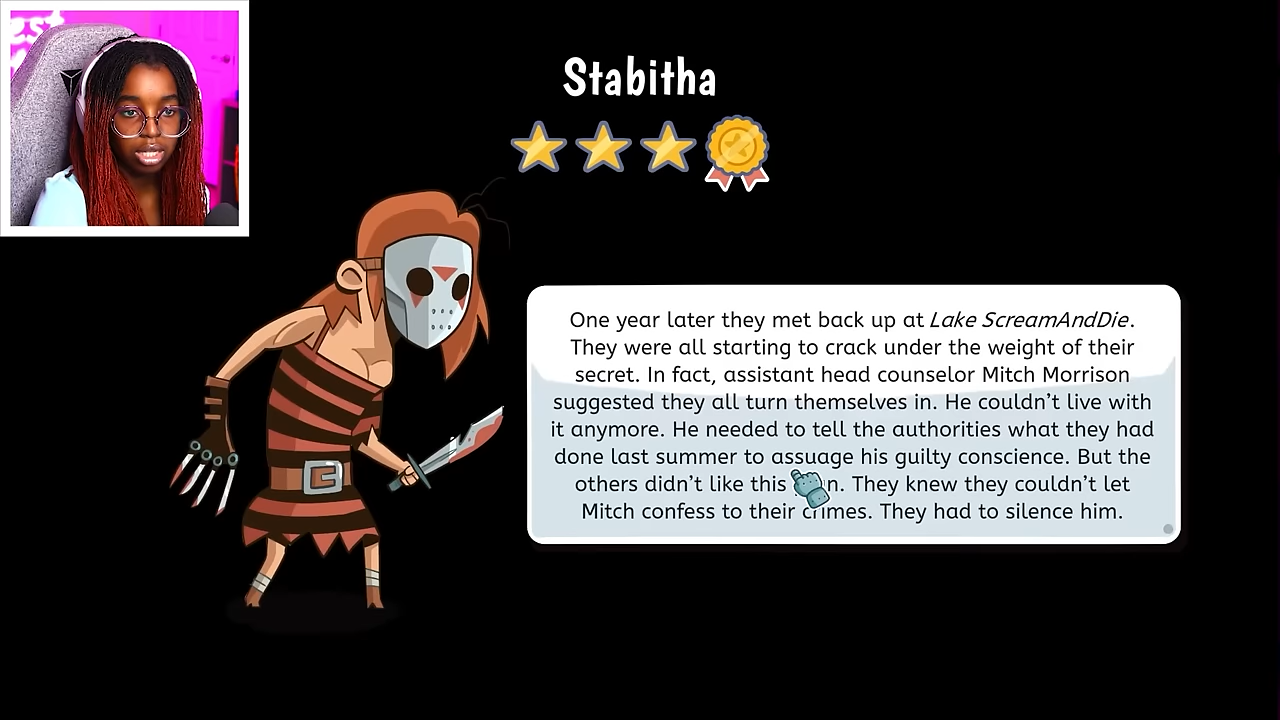 Stabitha
One year later they met back up at Lake ScreamAndDie.
They were all starting to crack under the weight of their
secret. In fact, assistant head counselor Mitch Morrison
suggested they all turn themselves in. He couldn't live with
it anymore. He needed to tell the authorities what they had
done last summer to assuage his guilty conscience. But the
others didn't like this They knew they couldn't let
Mitch confess to their crimes. They had to silence him.